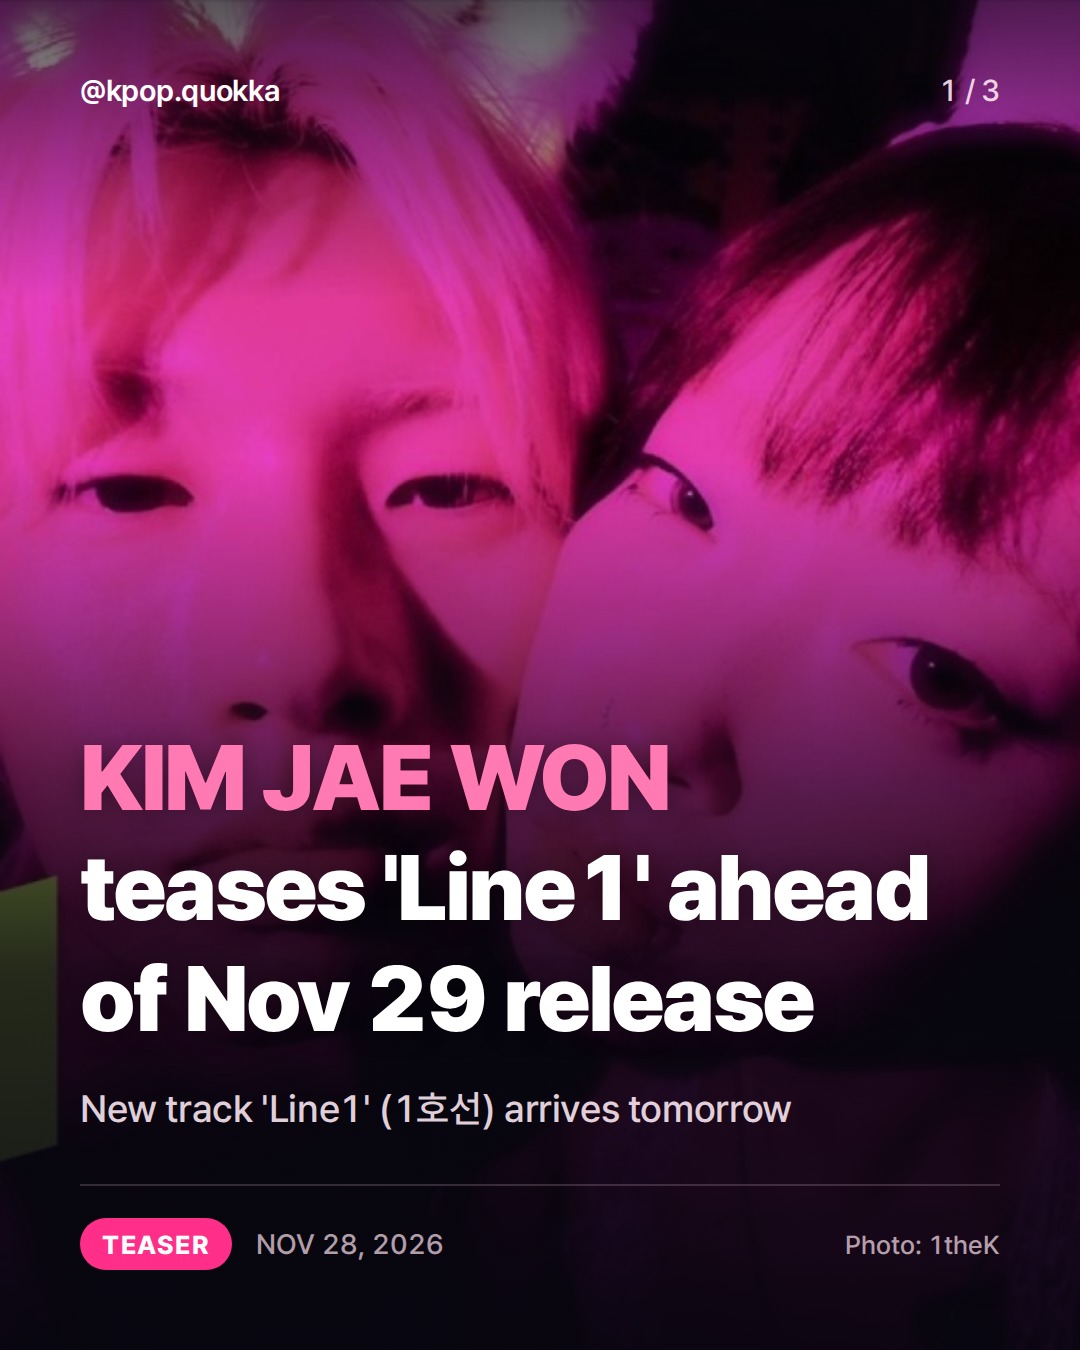 @kpop.quokka
1 / 3
KIM JAE WON
teases 'Line1' ahead
of Nov 29 release
New track 'Line1' (1호선) arrives tomorrow
TEASER
NOV 28, 2026
Photo: 1theK